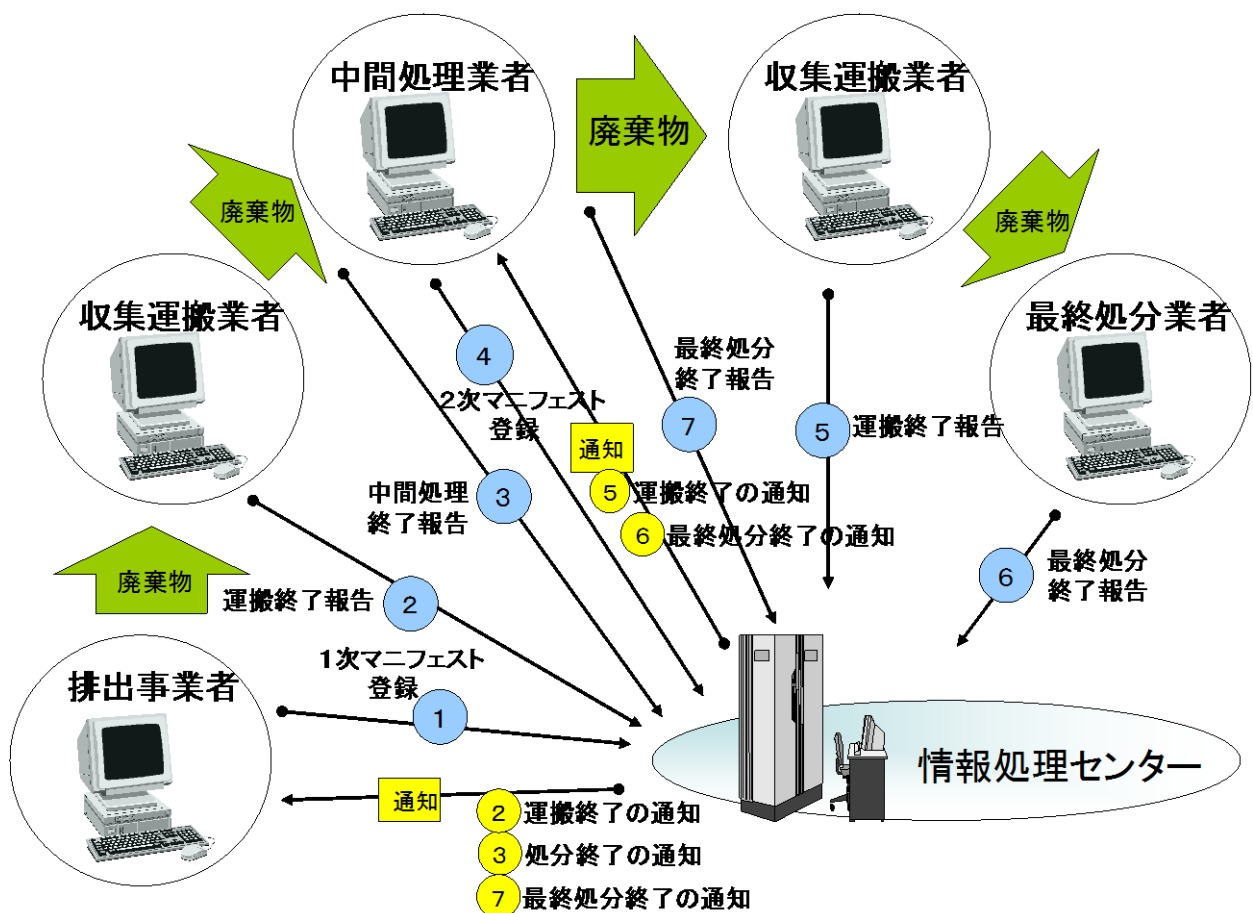 中間処理業者
収集運搬業者
廃棄物
廃棄物
廃棄物
収集運搬業者
最終処分業者
4
2次マニフェスト
登録
最終処分
終了報告
7
5
運搬終了報告
通知
中間処理
終了報告
3
5
運搬終了の通知
6
最終処分終了の通知
6
最終処分
終了報告
廃棄物
運搬終了報告
2
1次マニフェスト
登録
1
排出事業者
情報処理センター
通知
2
運搬終了の通知
3
処分終了の通知
7
最終処分終了の通知